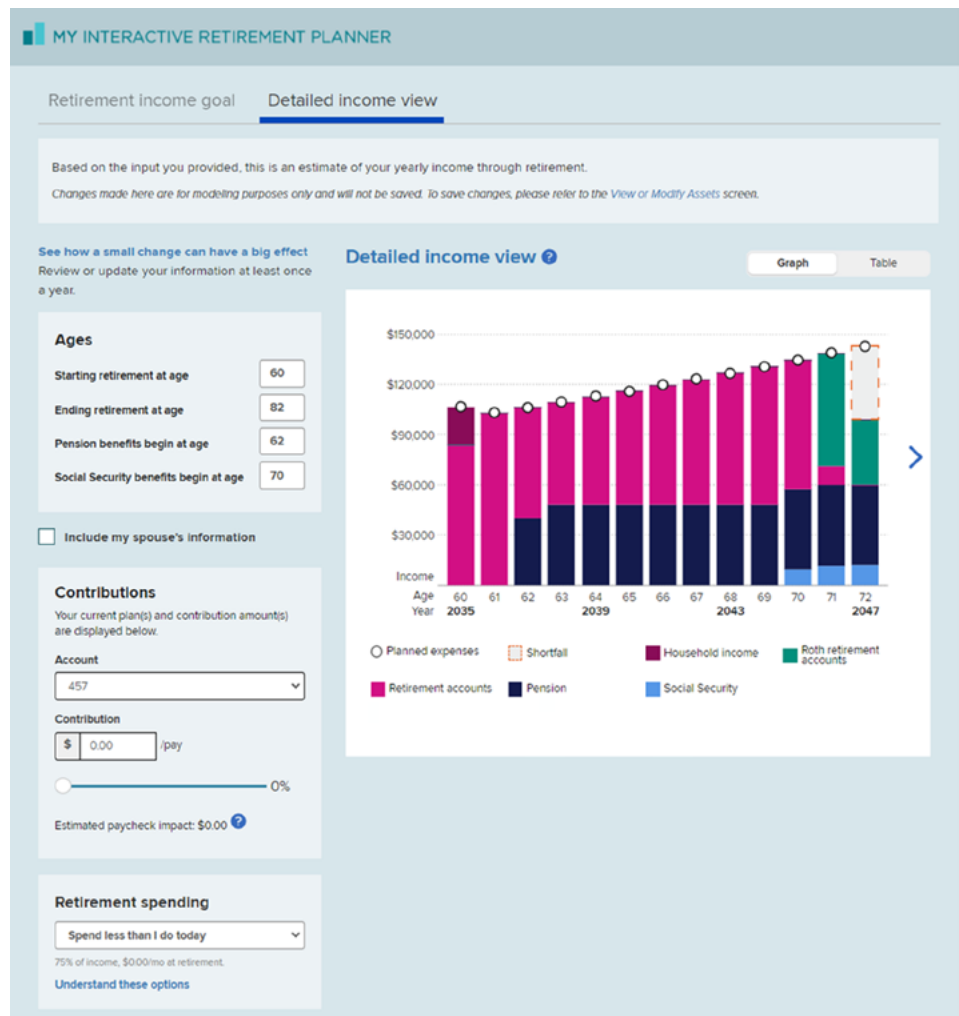 MY INTERACTIVE RETIREMENT PLANNER
Retirement income goal
Detailed income view
Based on the input you provided, this is an estimate of your yearly income through retirement.
Changes made here are for modeling purposes only and will not be saved. To save changes, please refer to the View or Modify Assets screen.
See how a small change can have a big effect
Review or update your information at least once
a year.
Ages
Starting retirement at age 60
Ending retirement at age 82
Pension benefits begin at age 62
Social Security benefits begin at age 70
Include my spouse's information
Contributions
Your current plan(s) and contribution amount(s)
are displayed below.
Account
457
Contribution
$ 0.00 /pay
0%
Estimated paycheck impact: $0.00 ?
Retirement spending
Spend less than I do today
75% of income, $0.00/mo at retirement.
Understand these options
Detailed income view ?
Graph Table
$150,000
$120,000
$90,000
$60,000
$30,000
Income
Age 60 61 62 63 64 65 66 67 68 69 70 71 72
Year 2035 2039 2043 2047
Planned expenses Shortfall Household income Roth retirement
accounts
Retirement accounts Pension Social Security